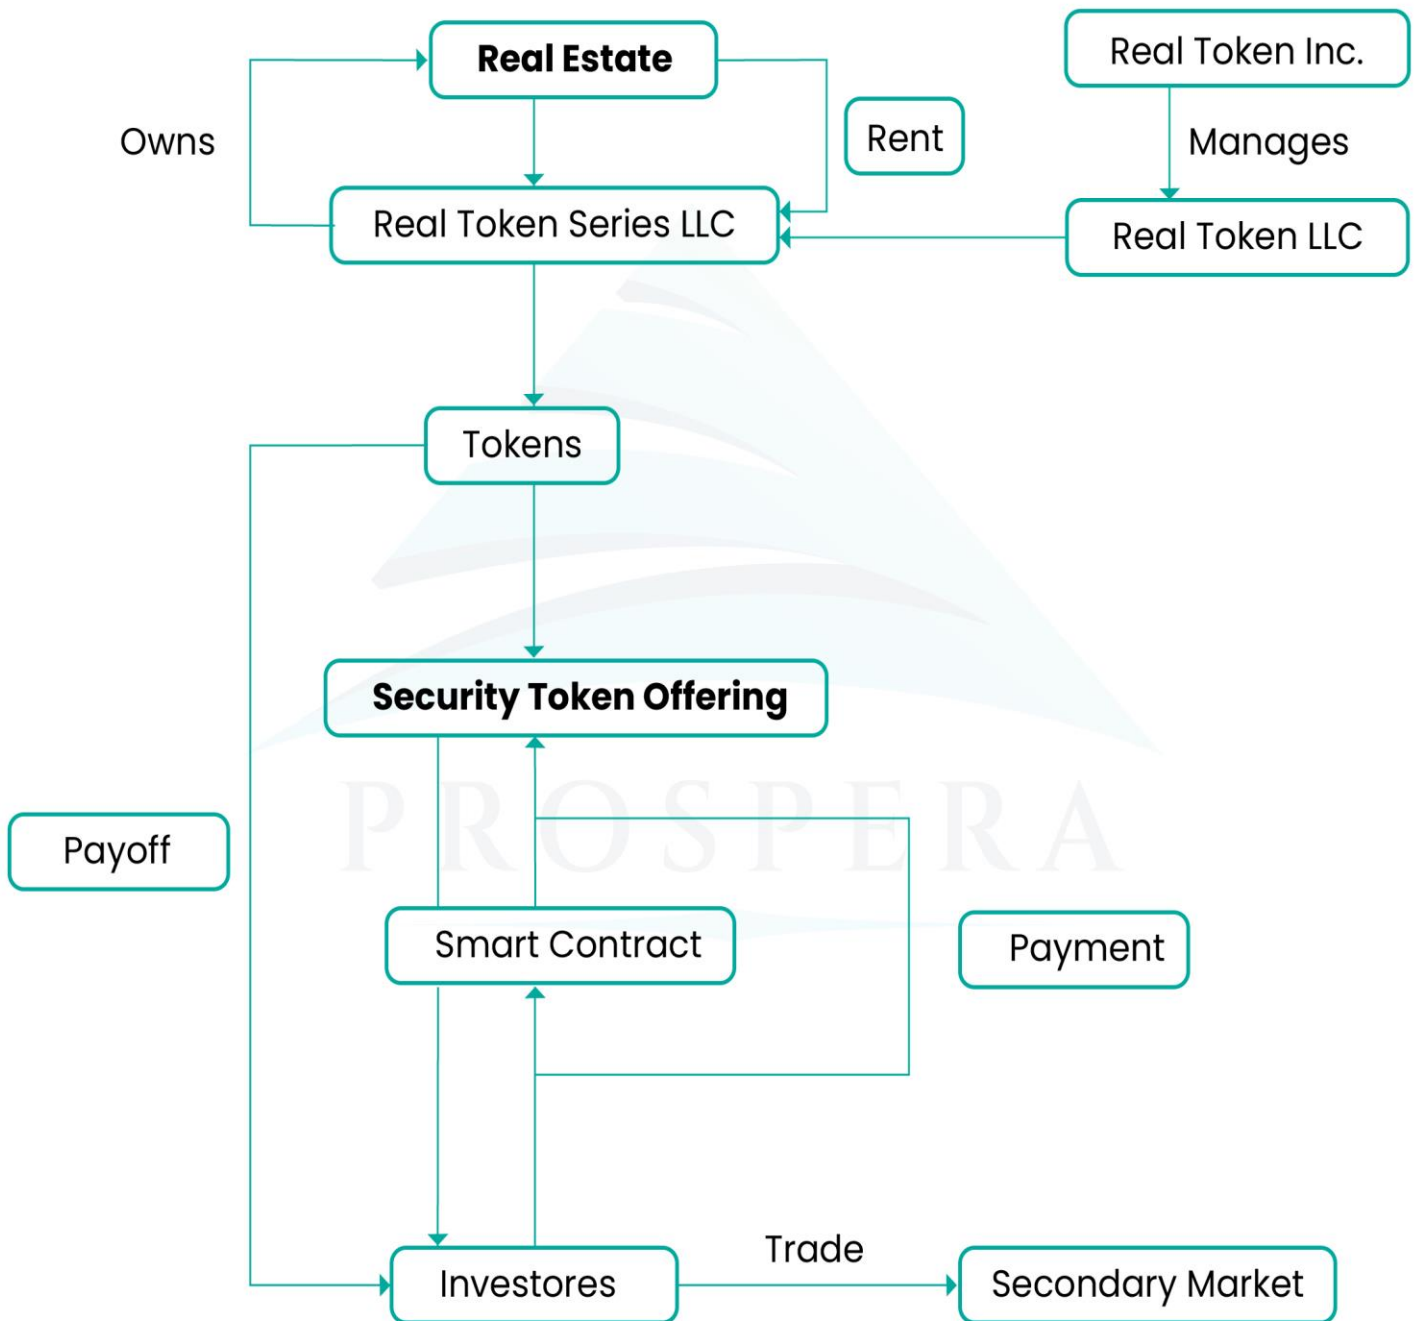 Real Estate
Real Token Inc.
Owns
Rent
Manages
Real Token Series LLC
Real Token LLC
Tokens
Security Token Offering
PROSPERA
Payoff
Smart Contract
Payment
Trade
Investores
Secondary Market